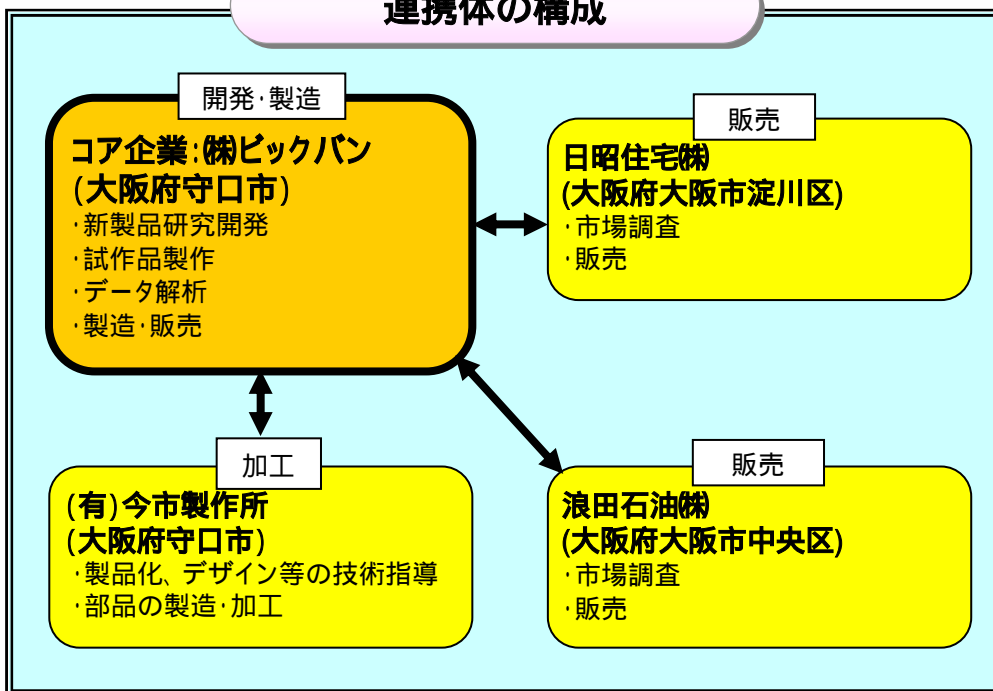 連携体の構成
開発・製造
コア企業:㈱ビックバン
(大阪府守口市)
・新製品研究開発
・試作品製作
・データ解析
・製造・販売
販売
日昭住宅㈱
(大阪府大阪市淀川区)
・市場調査
・販売
加工
(有)今市製作所
(大阪府守口市)
・製品化、デザイン等の技術指導
・部品の製造・加工
販売
浪田石油㈱
(大阪府大阪市中央区)
・市場調査
・販売